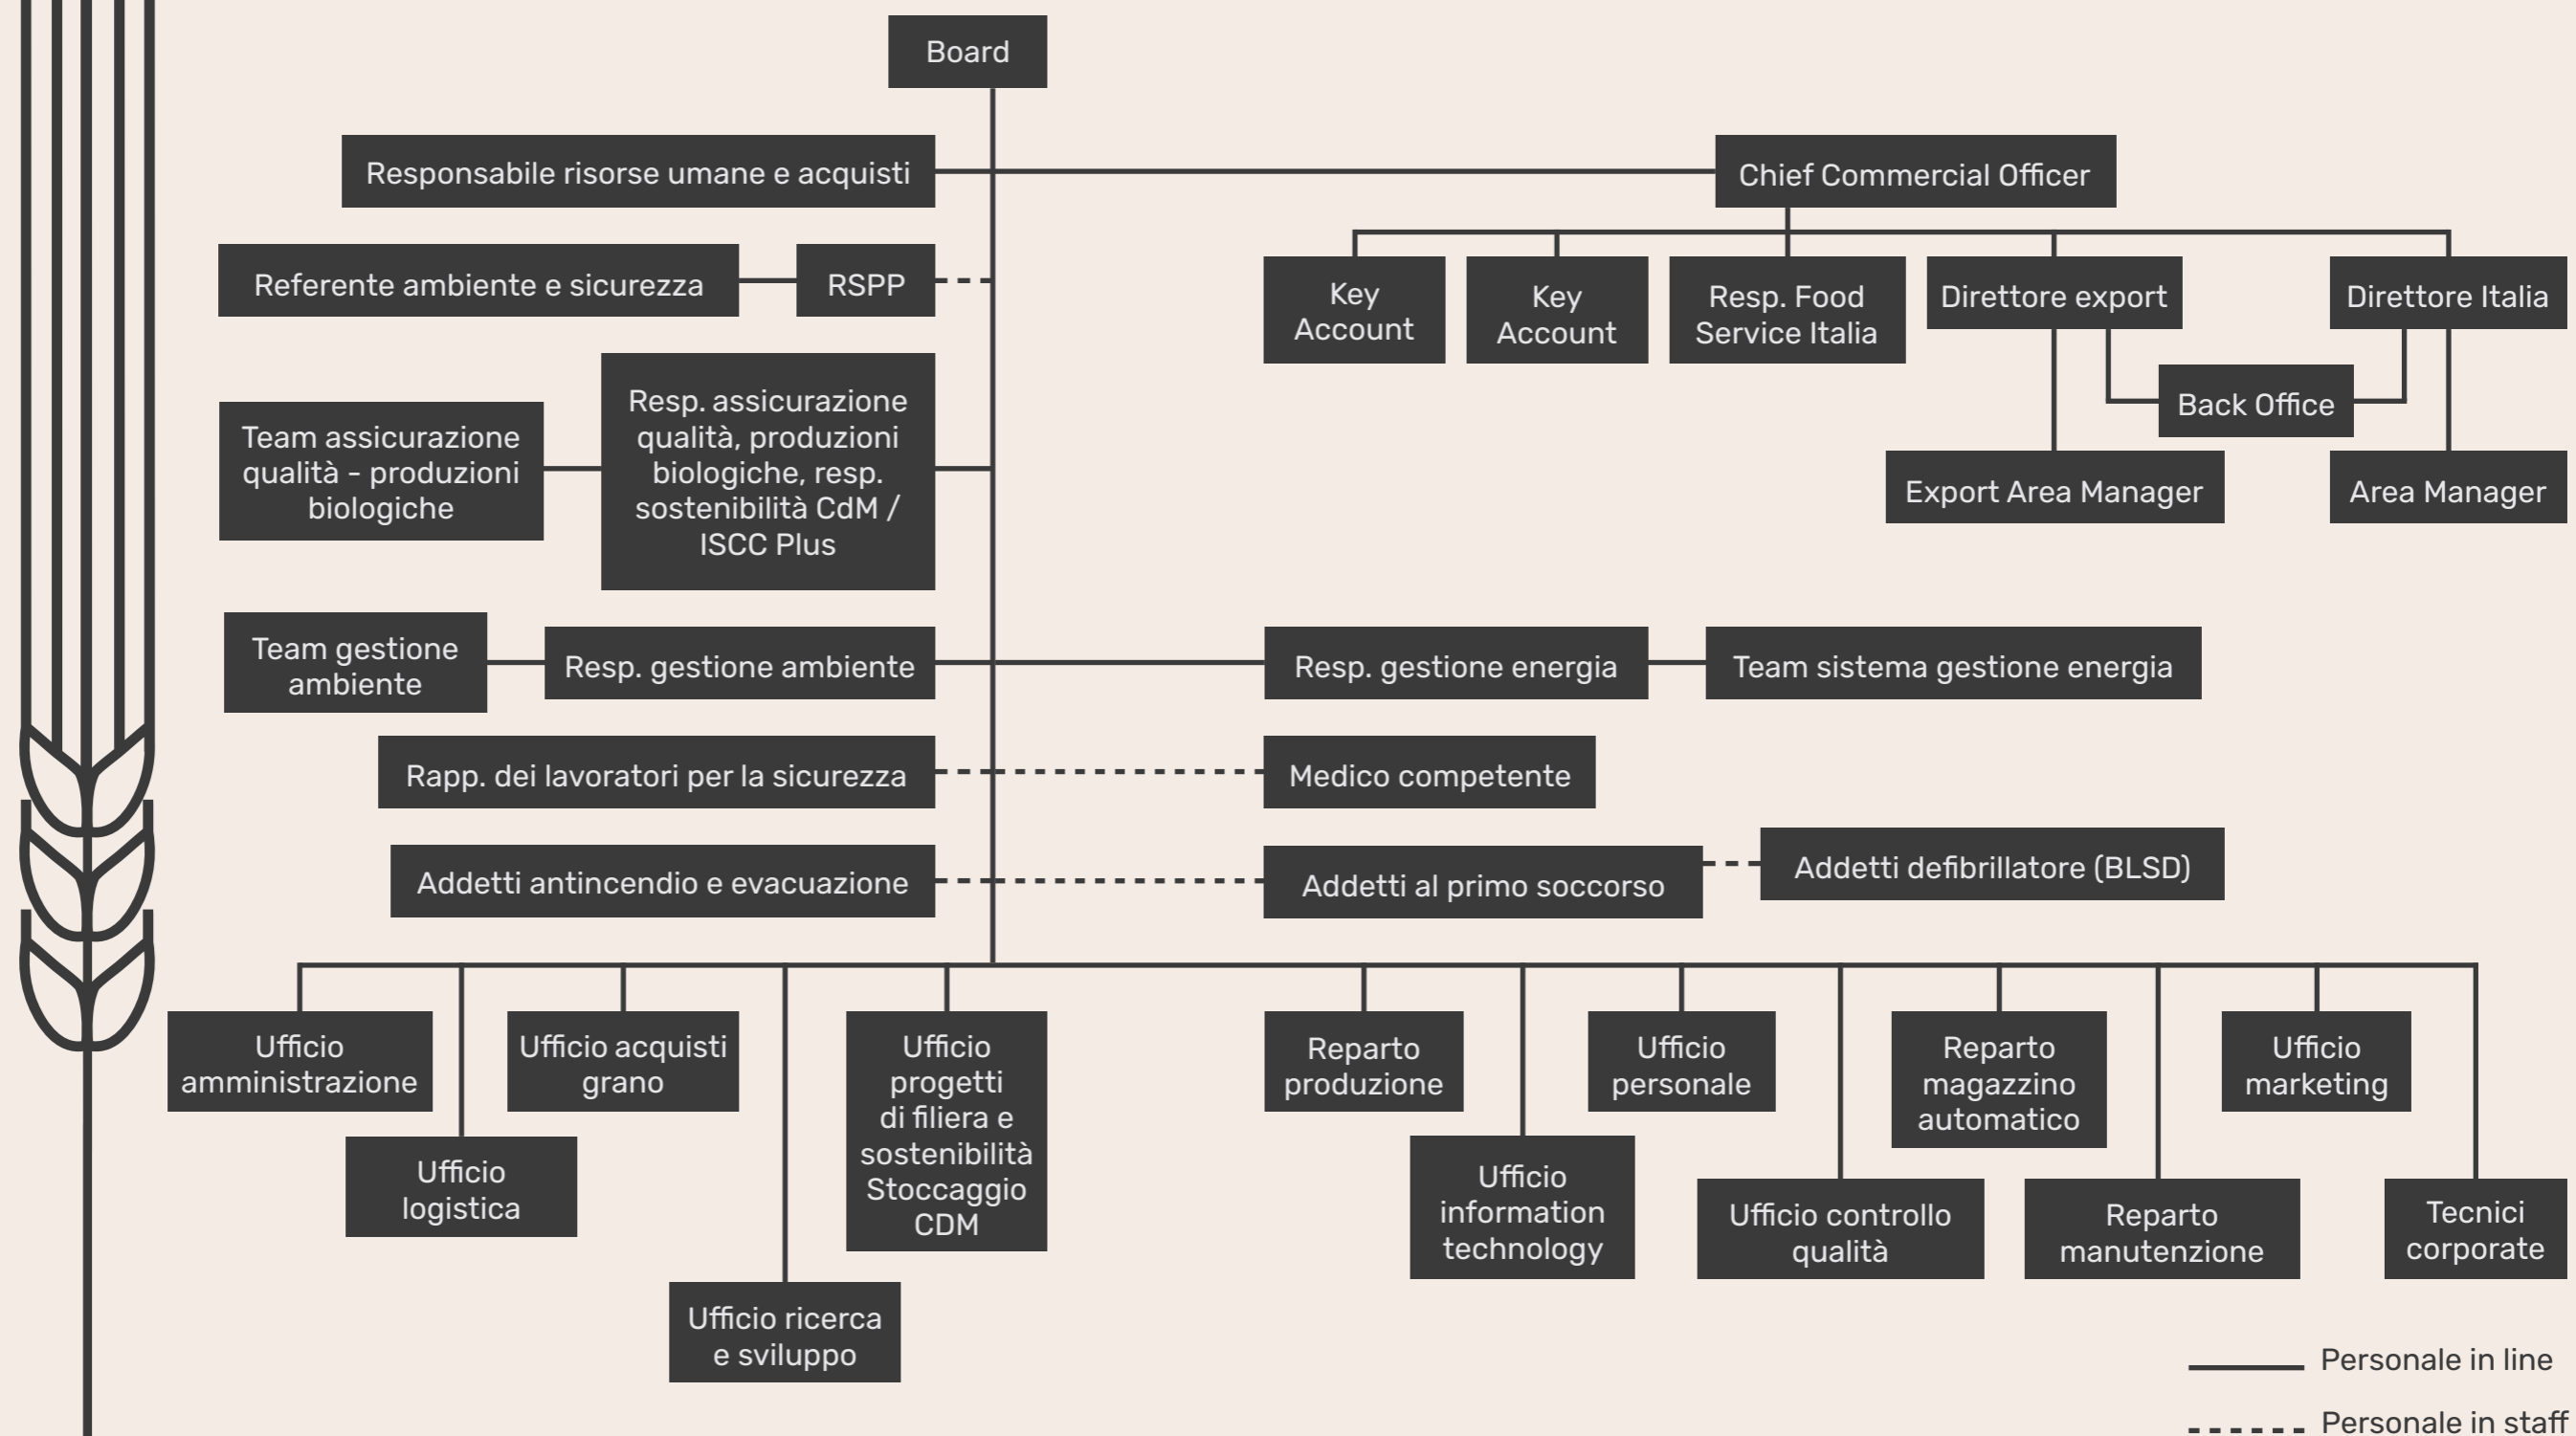 Board
Responsabile risorse umane e acquisti
Chief Commercial Officer
Referente ambiente e sicurezza
RSPP
Key
Account
Key
Account
Resp. Food
Service Italia
Direttore export
Direttore Italia
Back Office
Export Area Manager
Area Manager
Team assicurazione
qualità - produzioni
biologiche
Resp. assicurazione
qualità, produzioni
biologiche, resp.
sostenibilità CdM /
ISCC Plus
Team gestione
ambiente
Resp. gestione ambiente
Resp. gestione energia
Team sistema gestione energia
Rapp. dei lavoratori per la sicurezza
Medico competente
Addetti antincendio e evacuazione
Addetti al primo soccorso
Addetti defibrillatore (BLSD)
Ufficio
amministrazione
Ufficio
logistica
Ufficio acquisti
grano
Ufficio ricerca
e sviluppo
Ufficio
progetti
di filiera e
sostenibilità
Stoccaggio
CDM
Reparto
produzione
Ufficio
information
technology
Ufficio
personale
Ufficio controllo
qualità
Reparto
magazzino
automatico
Reparto
manutenzione
Ufficio
marketing
Tecnici
corporate
Personale in line
Personale in staff